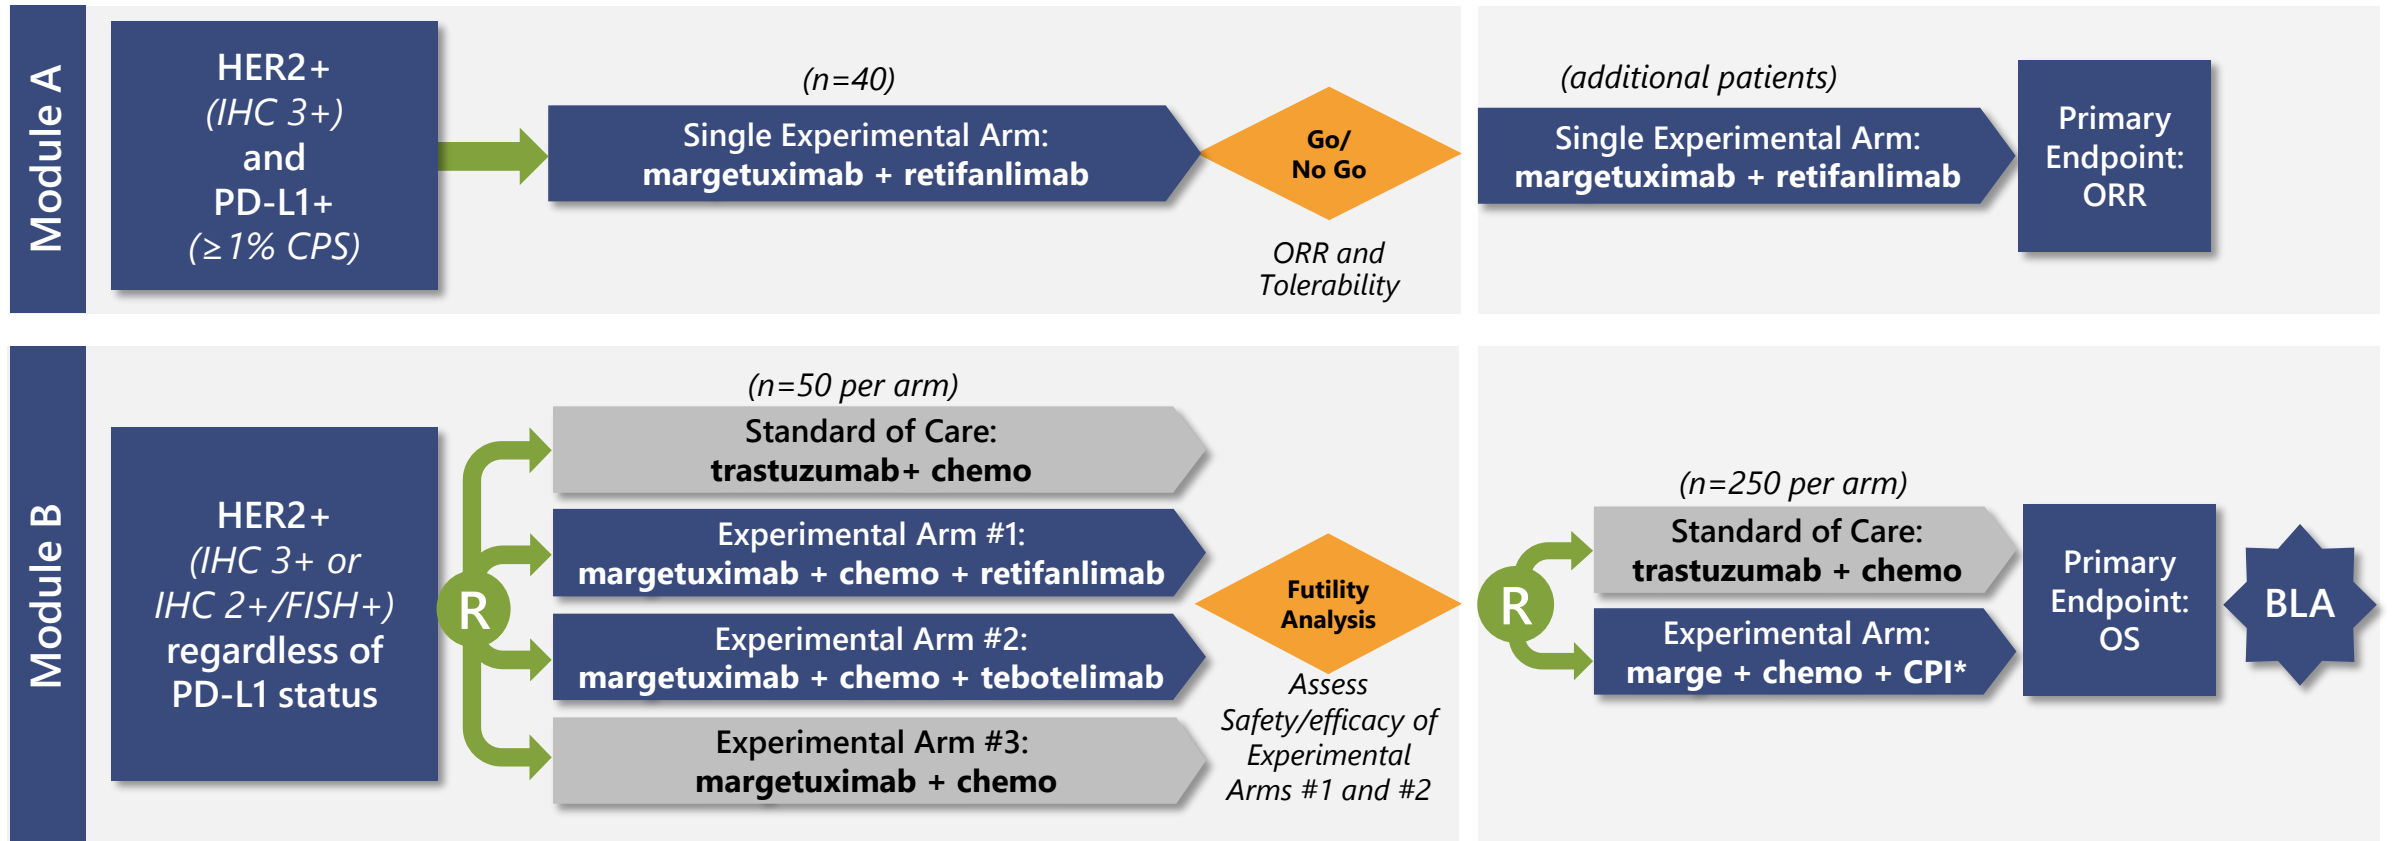 Module A
HER2+
(IHC 3+)
and
PD-L1+
(≥1% CPS)
(n=40)
Single Experimental Arm:
margetuximab + retifanlimab
Go/
No Go
ORR and
Tolerability
(additional patients)
Single Experimental Arm:
margetuximab + retifanlimab
Primary
Endpoint:
ORR
Module B
HER2+
(IHC 3+ or
IHC 2+/FISH+)
regardless of
PD-L1 status
R
(n=50 per arm)
Standard of Care:
trastuzumab+ chemo
Experimental Arm #1:
margetuximab + chemo + retifanlimab
Experimental Arm #2:
margetuximab + chemo + tebotelimab
Experimental Arm #3:
margetuximab + chemo
Futility
Analysis
Assess
Safety/efficacy of
Experimental
Arms #1 and #2
R
(n=250 per arm)
Standard of Care:
trastuzumab + chemo
Experimental Arm:
marge + chemo + CPI*
Primary
Endpoint:
OS
BLA